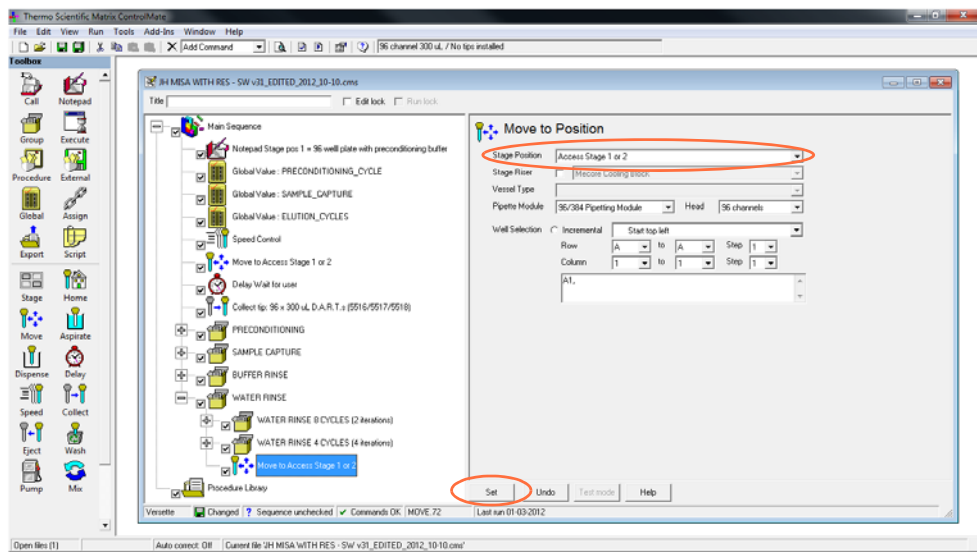 Thermo Scientific Matrix ControlMate
File Edit View Run Tools Add-Ins Window Help
Add Command
96 channel 300 uL / No tips installed
Toolbox
Call Notepad
Group Execute
Procedure External
Global Assign
Export Script
Stage Home
Move Aspirate
Dispense Delay
Speed Collect
Eject Wash
Pump Mix
JH MISA WITH RES - SW v31_EDITED_2012_10-10.cms
Title
Edit lock Run lock
Main Sequence
Notepad Stage pos 1 = 96 well plate with preconditioning buffer
Global Value : PRECONDITIONING_CYCLE
Global Value : SAMPLE_CAPTURE
Global Value : ELUTION_CYCLES
Speed Control
Move to Access Stage 1 or 2
Delay Wait for user
Collect tip: 96 x 300 uL D.A.R.T.s (5516/5517/5518)
PRECONDITIONING
SAMPLE CAPTURE
BUFFER RINSE
WATER RINSE
WATER RINSE 8 CYCLES (2 iterations)
WATER RINSE 4 CYCLES (4 iterations)
Move to Access Stage 1 or 2
Procedure Library
Move to Position
Stage Position Access Stage 1 or 2
Stage Riser Mecore Cooling Block
Vessel Type
Pipette Module 96/384 Pipetting Module Head 96 channels
Well Selection Incremental Start top left
Row A to A Step 1
Column 1 to 1 Step 1
A1,
Set Undo Test mode Help
Versette Changed ? Sequence unchecked Commands OK MOVE.72 Last run 01-03-2012
Open files (1) Auto correct: Off Current file 'JH MISA WITH RES - SW v31_EDITED_2012_10-10.cms'